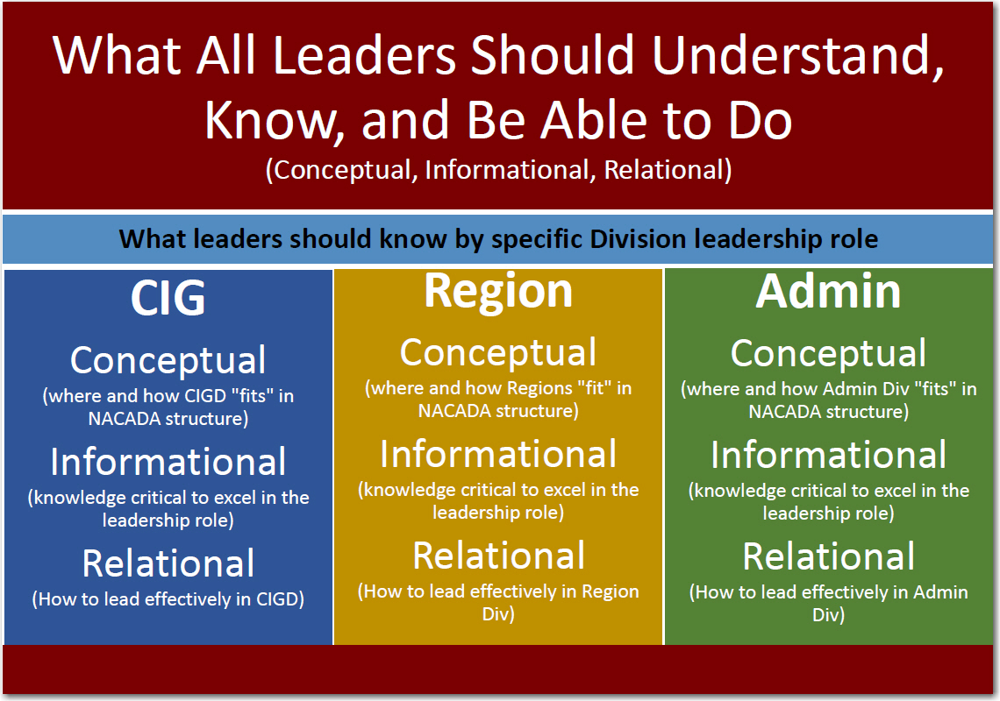 What All Leaders Should Understand,
Know, and Be Able to Do
(Conceptual, Informational, Relational)
What leaders should know by specific Division leadership role
CIG
Conceptual
(where and how CIGD "fits" in
NACADA structure)
Informational
(knowledge critical to excel in the
leadership role)
Relational
(How to lead effectively in CIGD)
Region
Conceptual
(where and how Regions "fit" in
NACADA structure)
Informational
(knowledge critical to excel in the
leadership role)
Relational
(How to lead effectively in Region
Div)
Admin
Conceptual
(where and how Admin Div "fits" in
NACADA structure)
Informational
(knowledge critical to excel in the
leadership role)
Relational
(How to lead effectively in Admin
Div)